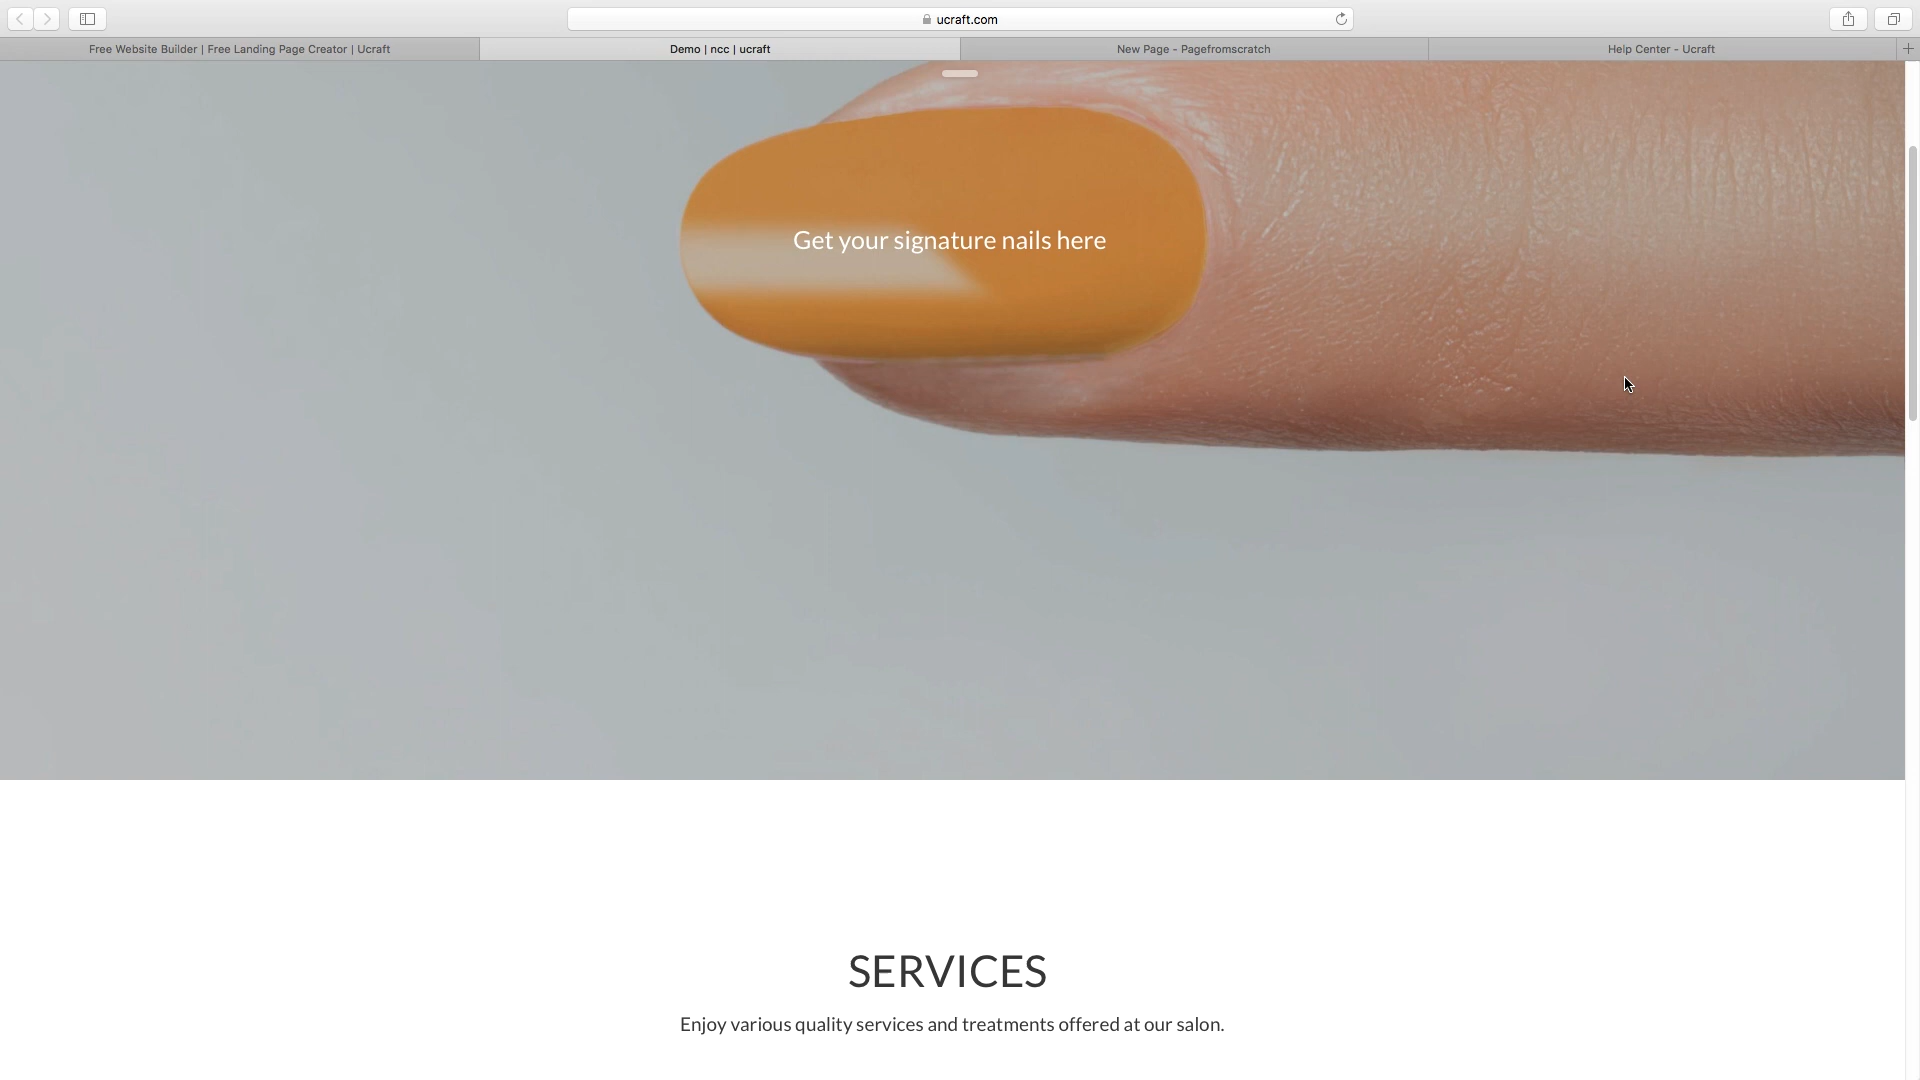 ucraft.com
Free Website Builder | Free Landing Page Creator | Ucraft
Demo | ncc | ucraft
New Page - Pagefromscratch
Help Center - Ucraft
Get your signature nails here
SERVICES
Enjoy various quality services and treatments offered at our salon.